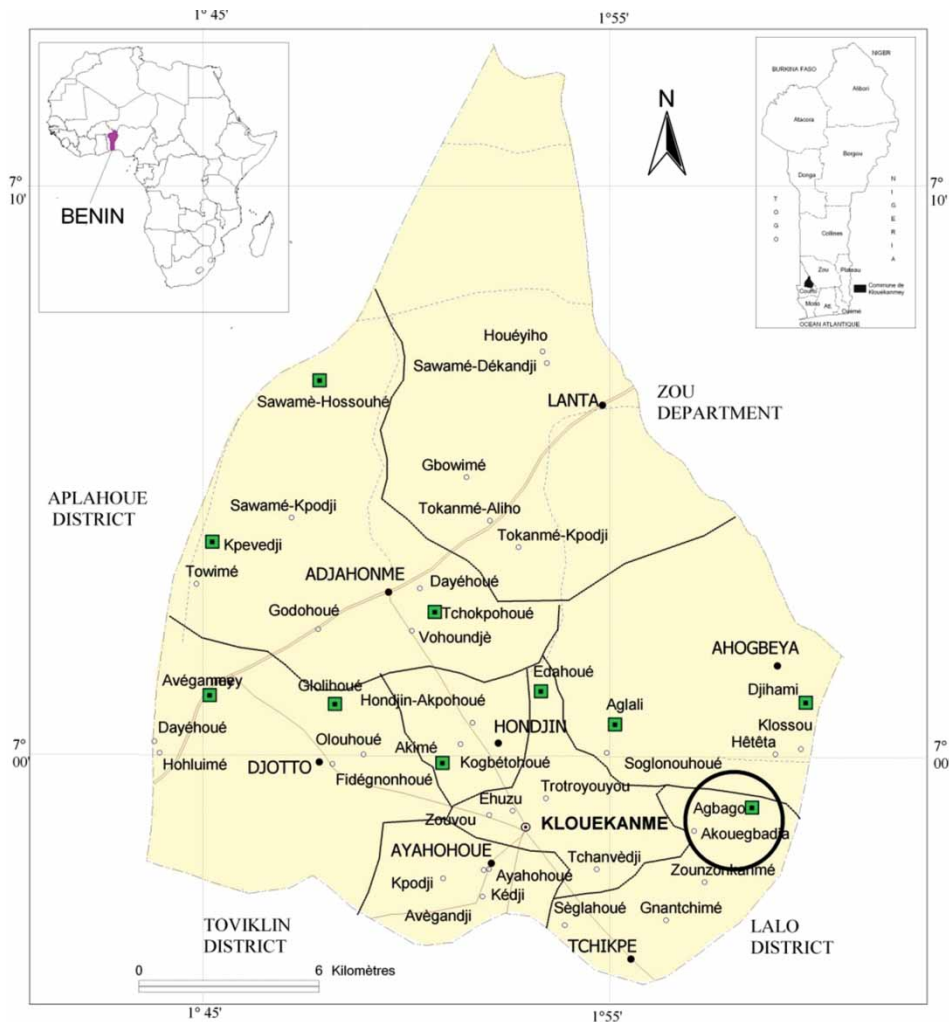 1° 45'
1°55'
7°
10'
7°
10'
BENIN
BURKINA FASO
NIGER
Alibori
Atacora
Borgou
Donga
TOGO
NIGERIA
Collines
Zou
Plateau
Couffo
Mono
Atl.
Oueme
OCEAN ATLANTIQUE
Commune de
Klouekanmey
N
Houéyiho
Sawamé-Dékandji
Sawamè-Hossouhé
LANTA
ZOU
DEPARTMENT
Gbowimé
APLAHOUE
DISTRICT
Sawamé-Kpodji
Tokanmé-Aliho
Kpevedji
Tokanmé-Kpodji
Towimé
ADJAHONME
Dayéhoué
Godohoué
Tchokpohoué
Vohoundjè
AHOGBEYA
Avéganmey
Glolihoué
Edahoué
Djihami
Hondjin-Akpohoué
Aglali
Dayéhoué
HONDJIN
Klossou
Olouhoué
Akimé
Hêtêta
7°
00
Hohluimé
DJOTTO
Kogbétohoué
Soglonouhoué
7°
00
Fidégnonhoué
Trotroyouyou
Ehuzu
Agbago
Zouvou
KLOUEKANME
Akouegbadja
AYAHOHOUE
Tchanvèdji
Kpodji
Ayahohoué
Zounzonkanmé
Kédji
Avègandji
Sèglahoué
Gnantchimé
TOVIKLIN
DISTRICT
LALO
DISTRICT
TCHIKPE
0 6 Kilomètres
1° 45'
1°55'